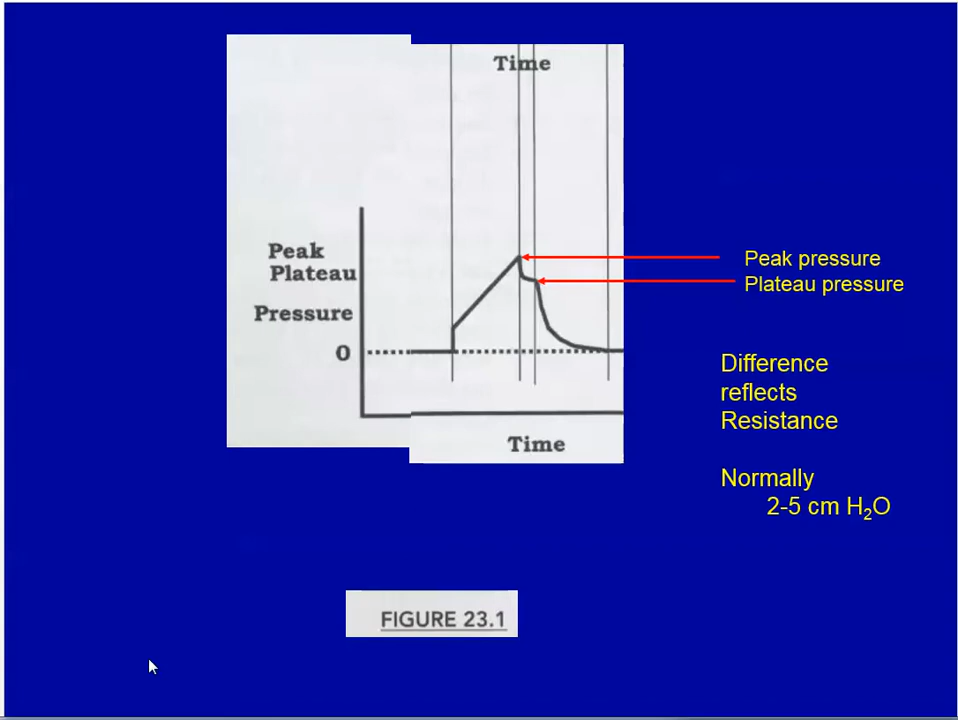 Time
Peak
Plateau
Pressure
0
Time
Peak pressure
Plateau pressure
Difference
reflects
Resistance
Normally
2-5 cm H₂O
FIGURE 23.1